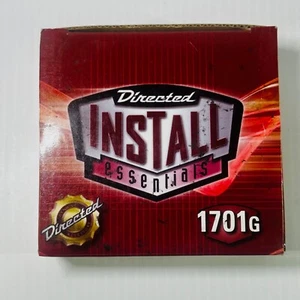 Directed
INSTALL
essentials
1701G
Directed